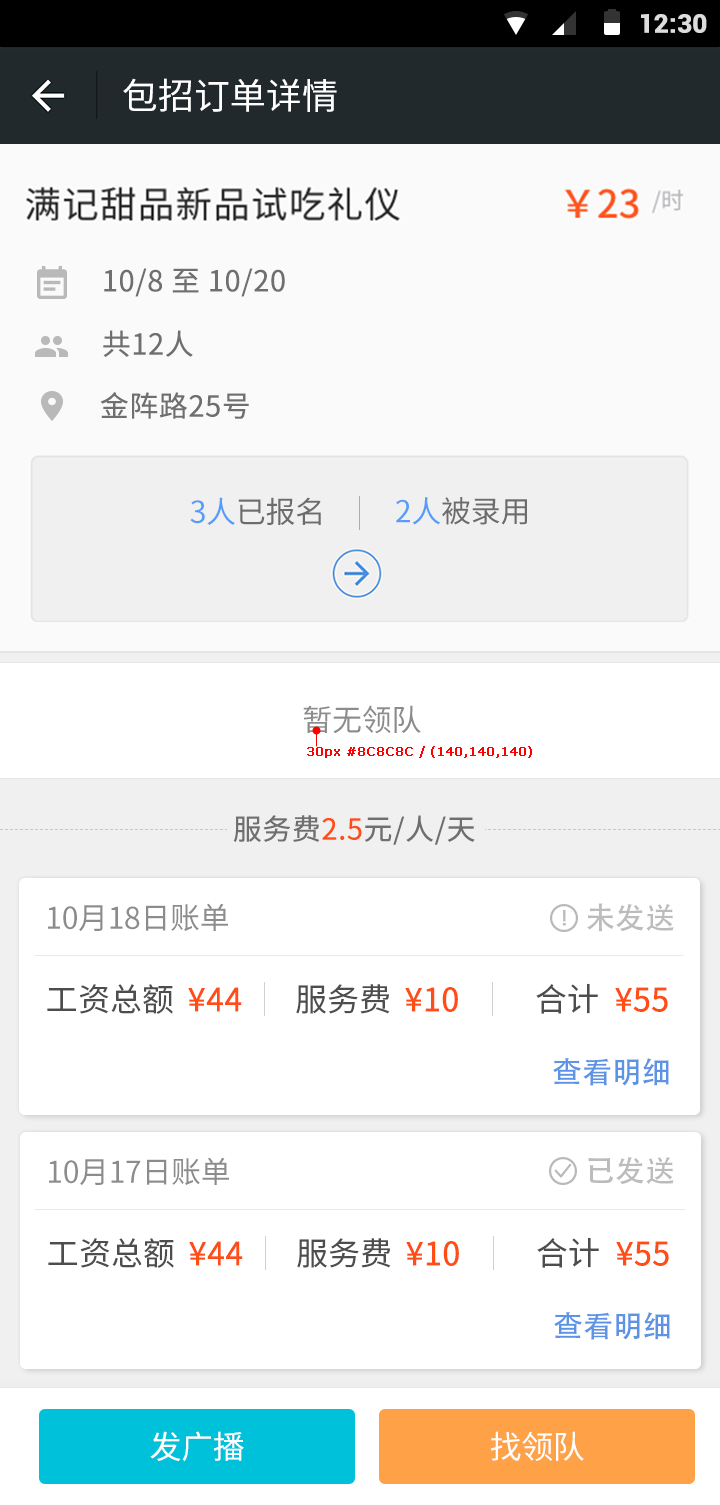 12:30
包招订单详情
满记甜品新品试吃礼仪 ¥23 /时
10/8 至 10/20
共12人
金阵路25号
3人已报名 2人被录用
暂无领队
30px #8C8C8C / (140,140,140)
服务费2.5元/人/天
10月18日账单 未发送
工资总额 ¥44 服务费 ¥10 合计 ¥55
查看明细
10月17日账单 已发送
工资总额 ¥44 服务费 ¥10 合计 ¥55
查看明细
发广播 找领队